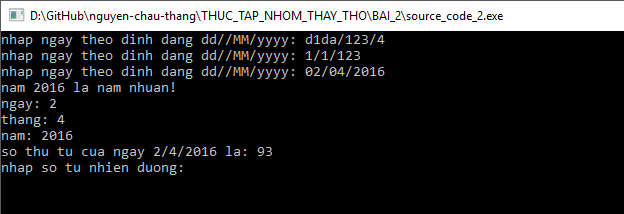 D:\GitHub\nguyen-chau-thang\THUC_TAP_NHOM_THAY_THO\BAI_2\source_code_2.exe
nhap ngay theo dinh dang dd//MM/yyyy: d1da/123/4
nhap ngay theo dinh dang dd//MM/yyyy: 1/1/123
nhap ngay theo dinh dang dd//MM/yyyy: 02/04/2016
nam 2016 la nam nhuan!
ngay: 2
thang: 4
nam: 2016
so thu tu cua ngay 2/4/2016 la: 93
nhap so tu nhien duong: